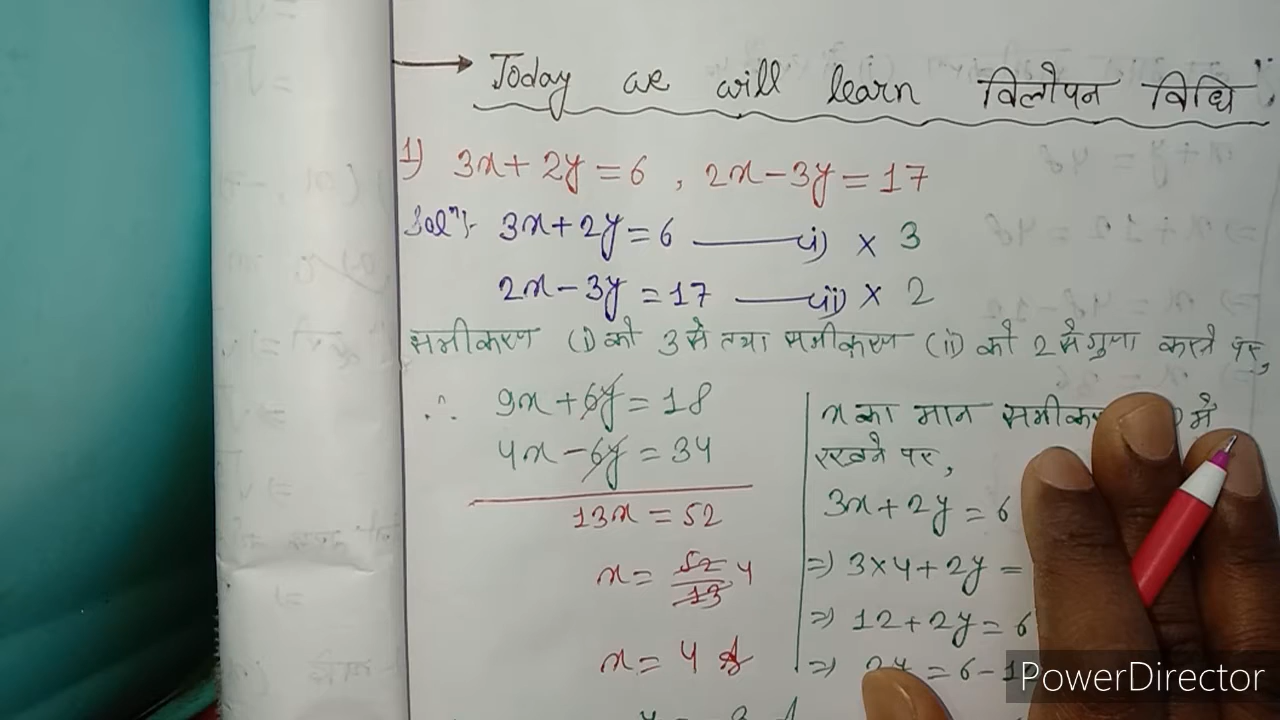 → Today we will learn विलोपन विधि
1) 3x + 2y = 6 , 2x - 3y = 17
Solⁿ:- 3x + 2y = 6 —— (i) × 3
2x - 3y = 17 —— (ii) × 2
समीकरण (i) को 3 से तथा समीकरण (ii) को 2 से गुणा करने पर,
∴ 9x + 6y = 18
4x - 6y = 34
13x = 52
x = 52/13 4
x = 4
x का मान में
रखने पर,
3x + 2y = 6
⇒ 3×4 + 2y =
⇒ 12 + 2y = 6
⇒ = 6 -
PowerDirector